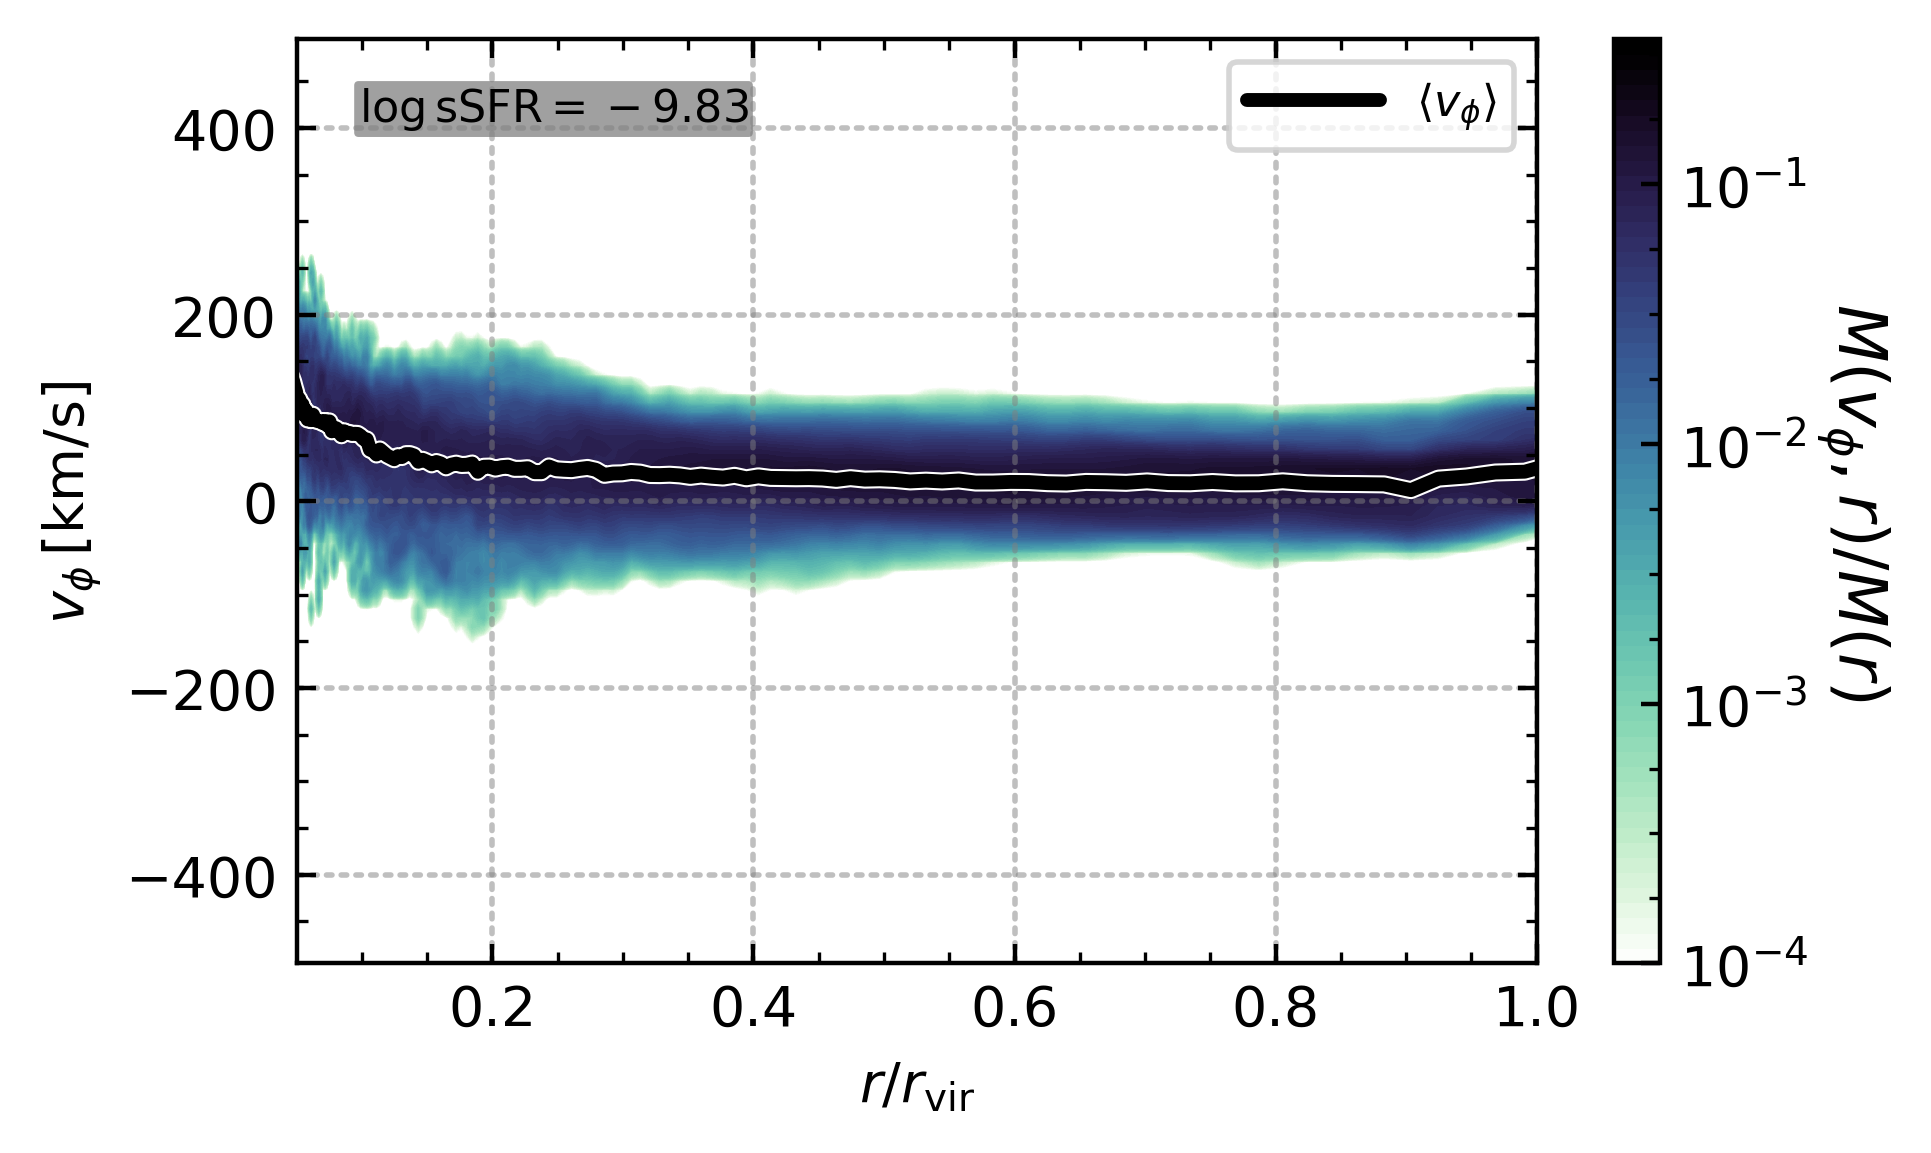 log sSFR = − 9.83
⟨v_ϕ⟩
400
200
0
−200
−400
v_ϕ [km/s]
0.2 0.4 0.6 0.8 1.0
r/r_vir
10⁻¹
10⁻²
10⁻³
10⁻⁴
M(v_ϕ, r)/M(r)